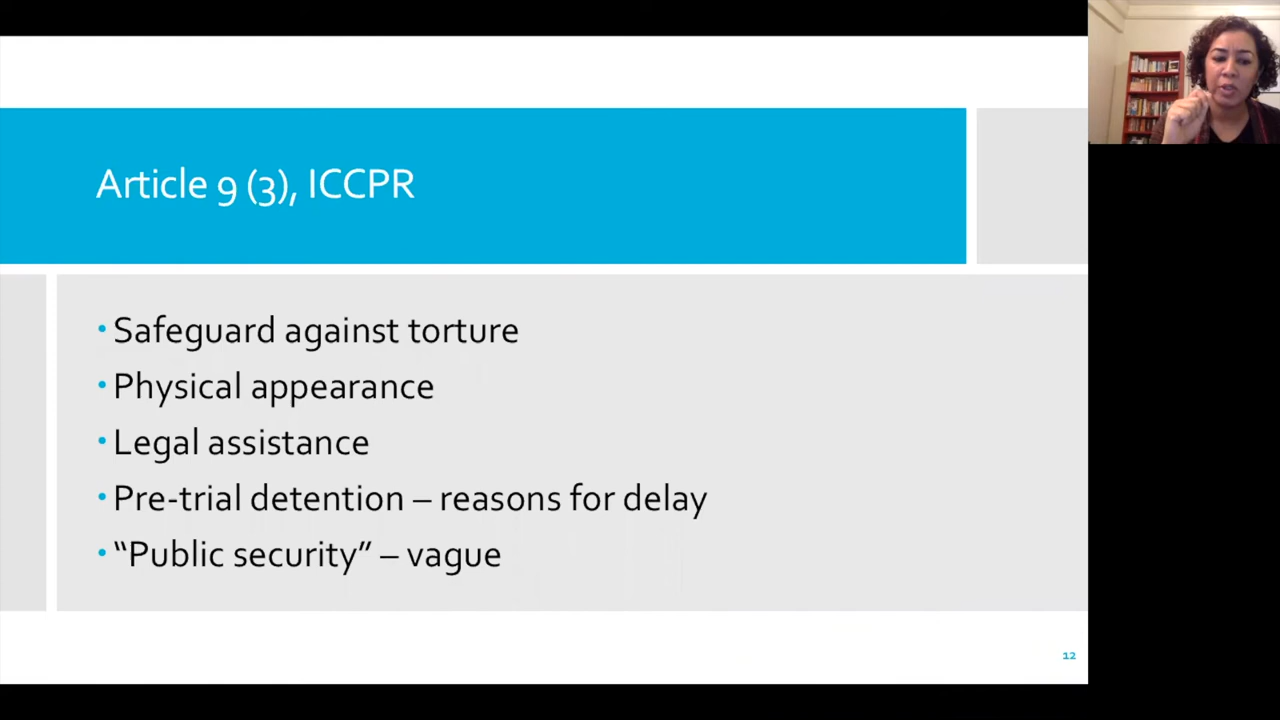 Article 9 (3), ICCPR
• Safeguard against torture
• Physical appearance
• Legal assistance
• Pre-trial detention – reasons for delay
• “Public security” – vague
12